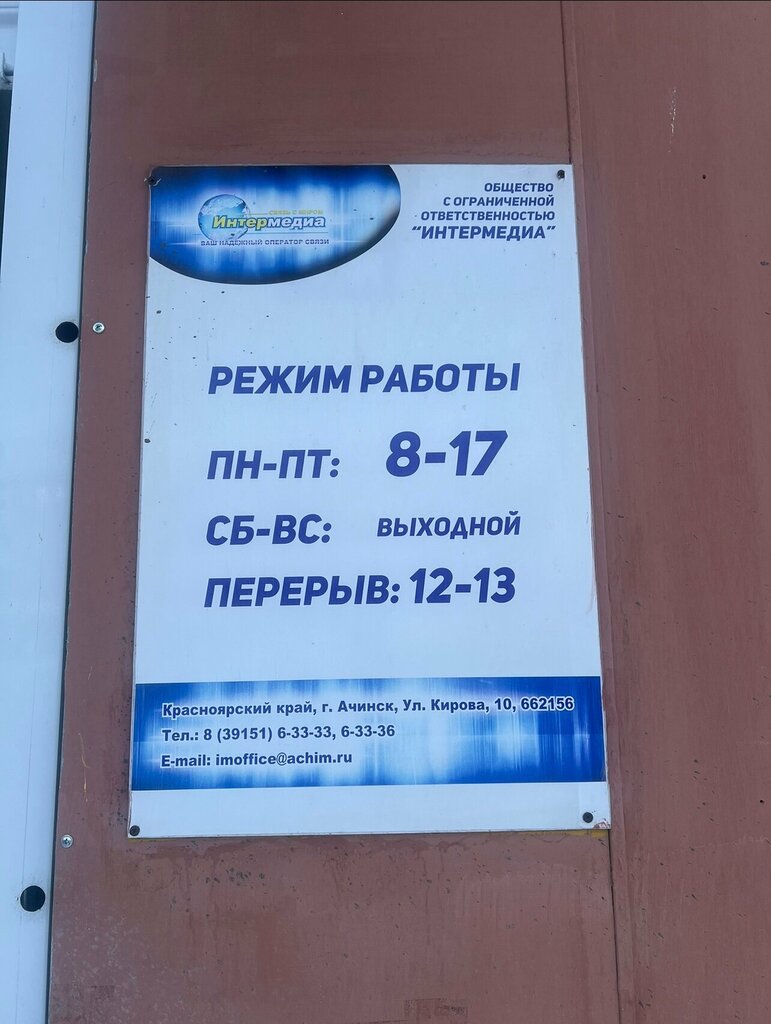 СВЯЗЬ С МИРОМ
Интермедиа
ВАШ НАДЕЖНЫЙ ОПЕРАТОР СВЯЗИ
ОБЩЕСТВО
С ОГРАНИЧЕННОЙ
ОТВЕТСТВЕННОСТЬЮ
“ИНТЕРМЕДИА”
РЕЖИМ РАБОТЫ
ПН-ПТ: 8-17
СБ-ВС: ВЫХОДНОЙ
ПЕРЕРЫВ: 12-13
Красноярский край, г. Ачинск, Ул. Кирова, 10, 662156
Тел.: 8 (39151) 6-33-33, 6-33-36
E-mail: imoffice@achim.ru